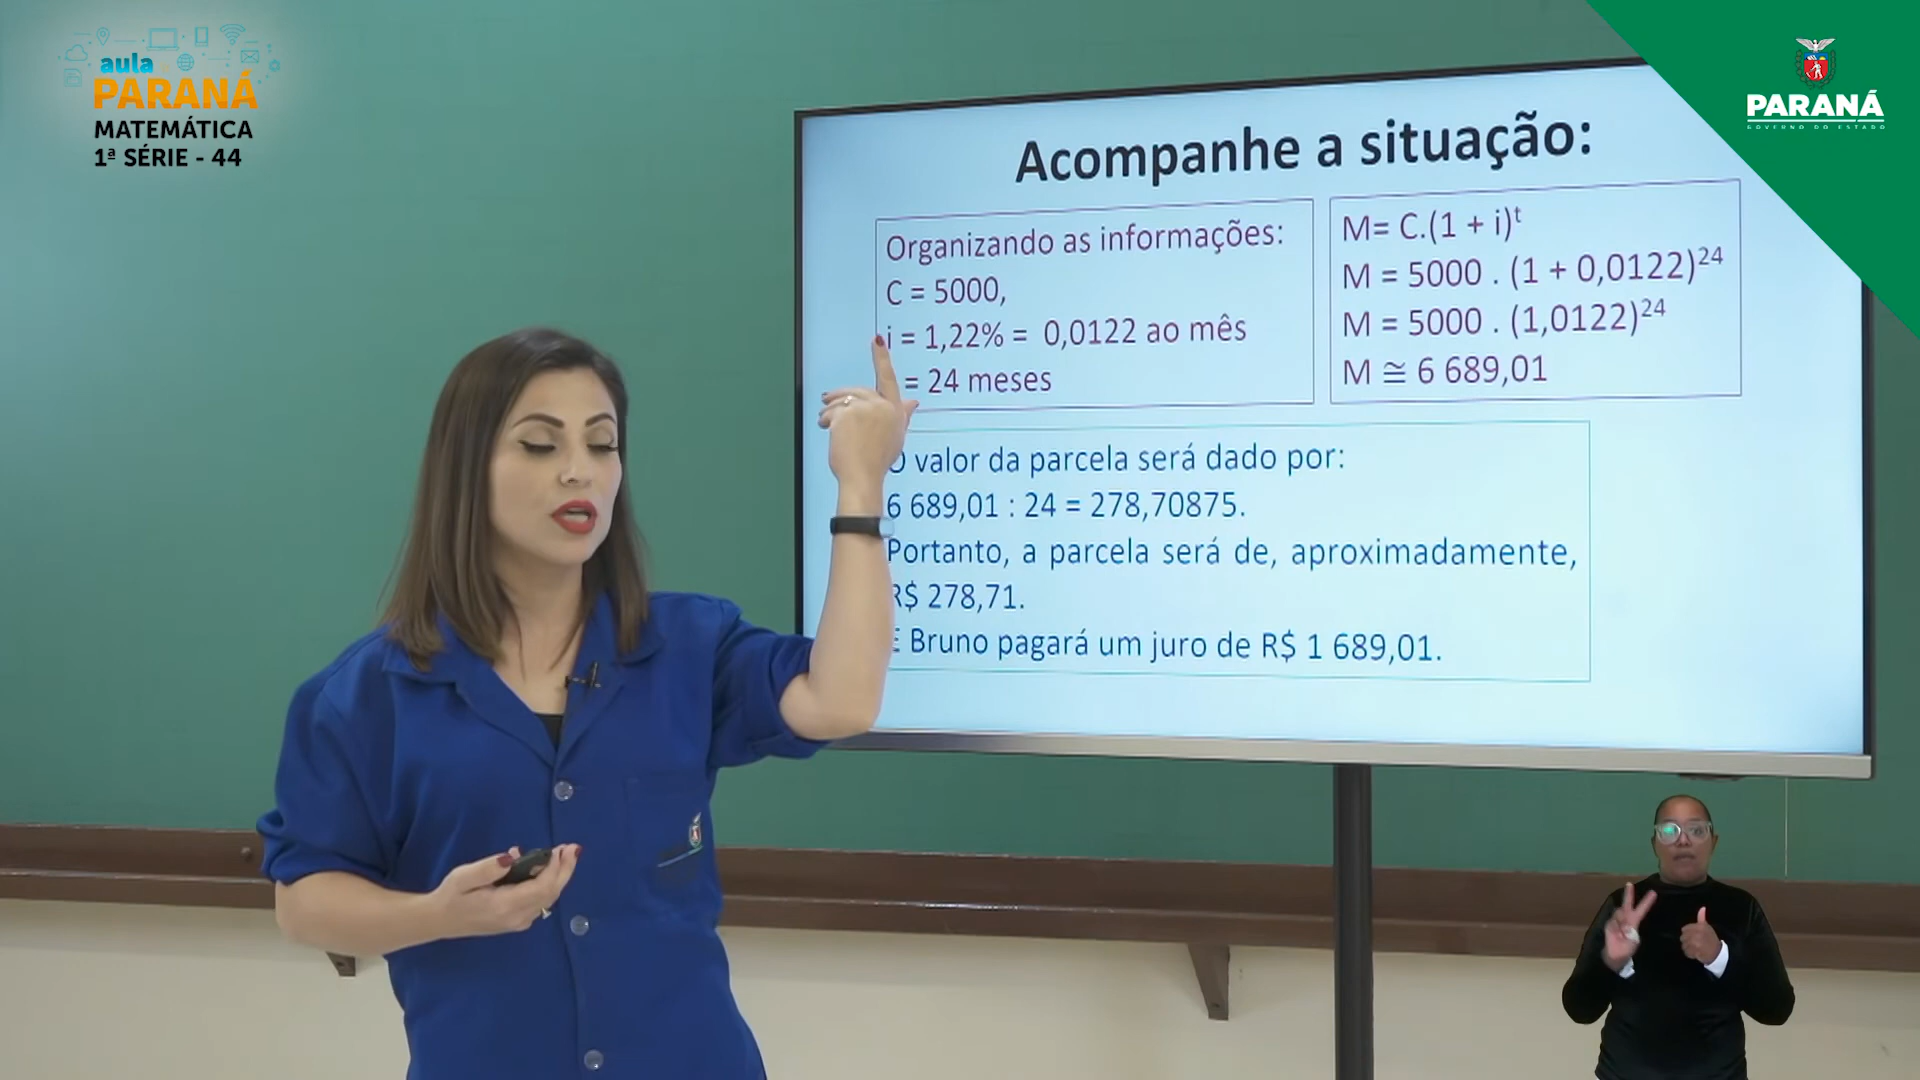 aula
PARANÁ
MATEMÁTICA
1ª SÉRIE - 44
PARANÁ
GOVERNO DO ESTADO
Acompanhe a situação:
Organizando as informações:
C = 5000,
i = 1,22% = 0,0122 ao mês
= 24 meses
M= C.(1 + i)ᵗ
M = 5000 . (1 + 0,0122)²⁴
M = 5000 . (1,0122)²⁴
M ≅ 6 689,01
O valor da parcela será dado por:
6 689,01 : 24 = 278,70875.
Portanto, a parcela será de, aproximadamente,
R$ 278,71.
E Bruno pagará um juro de R$ 1 689,01.